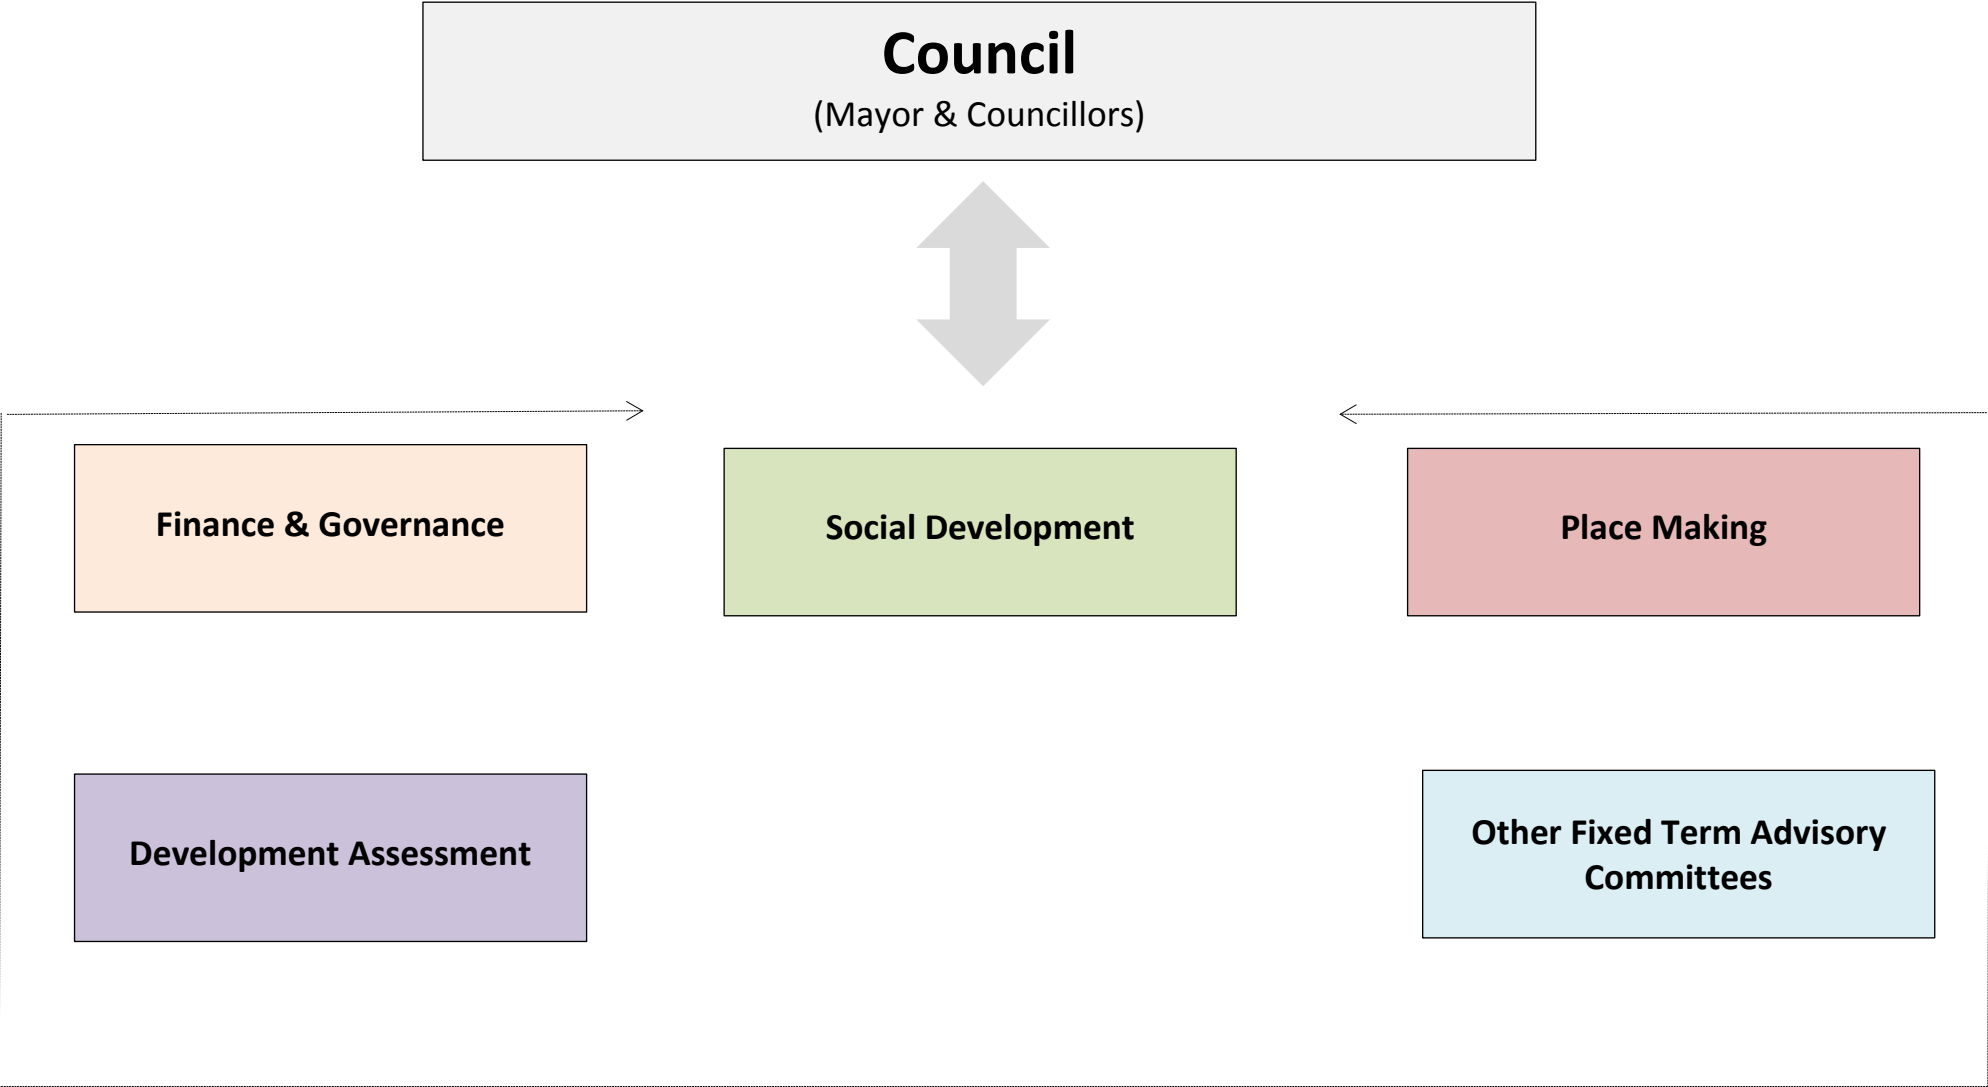 Council
(Mayor & Councillors)
Finance & Governance
Social Development
Place Making
Development Assessment
Other Fixed Term Advisory
Committees